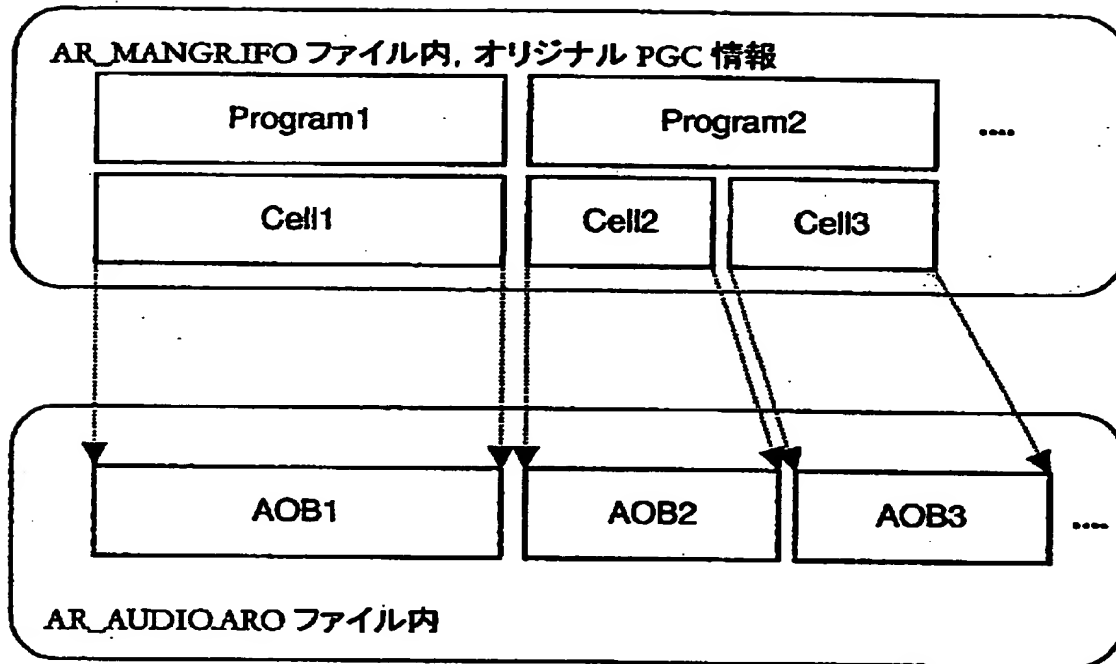 AR_MANGR.IFO ファイル内, オリジナル PGC 情報
Program1 Program2 ....
Cell1 Cell2 Cell3
AOB1 AOB2 AOB3 ....
AR_AUDIO.ARO ファイル内